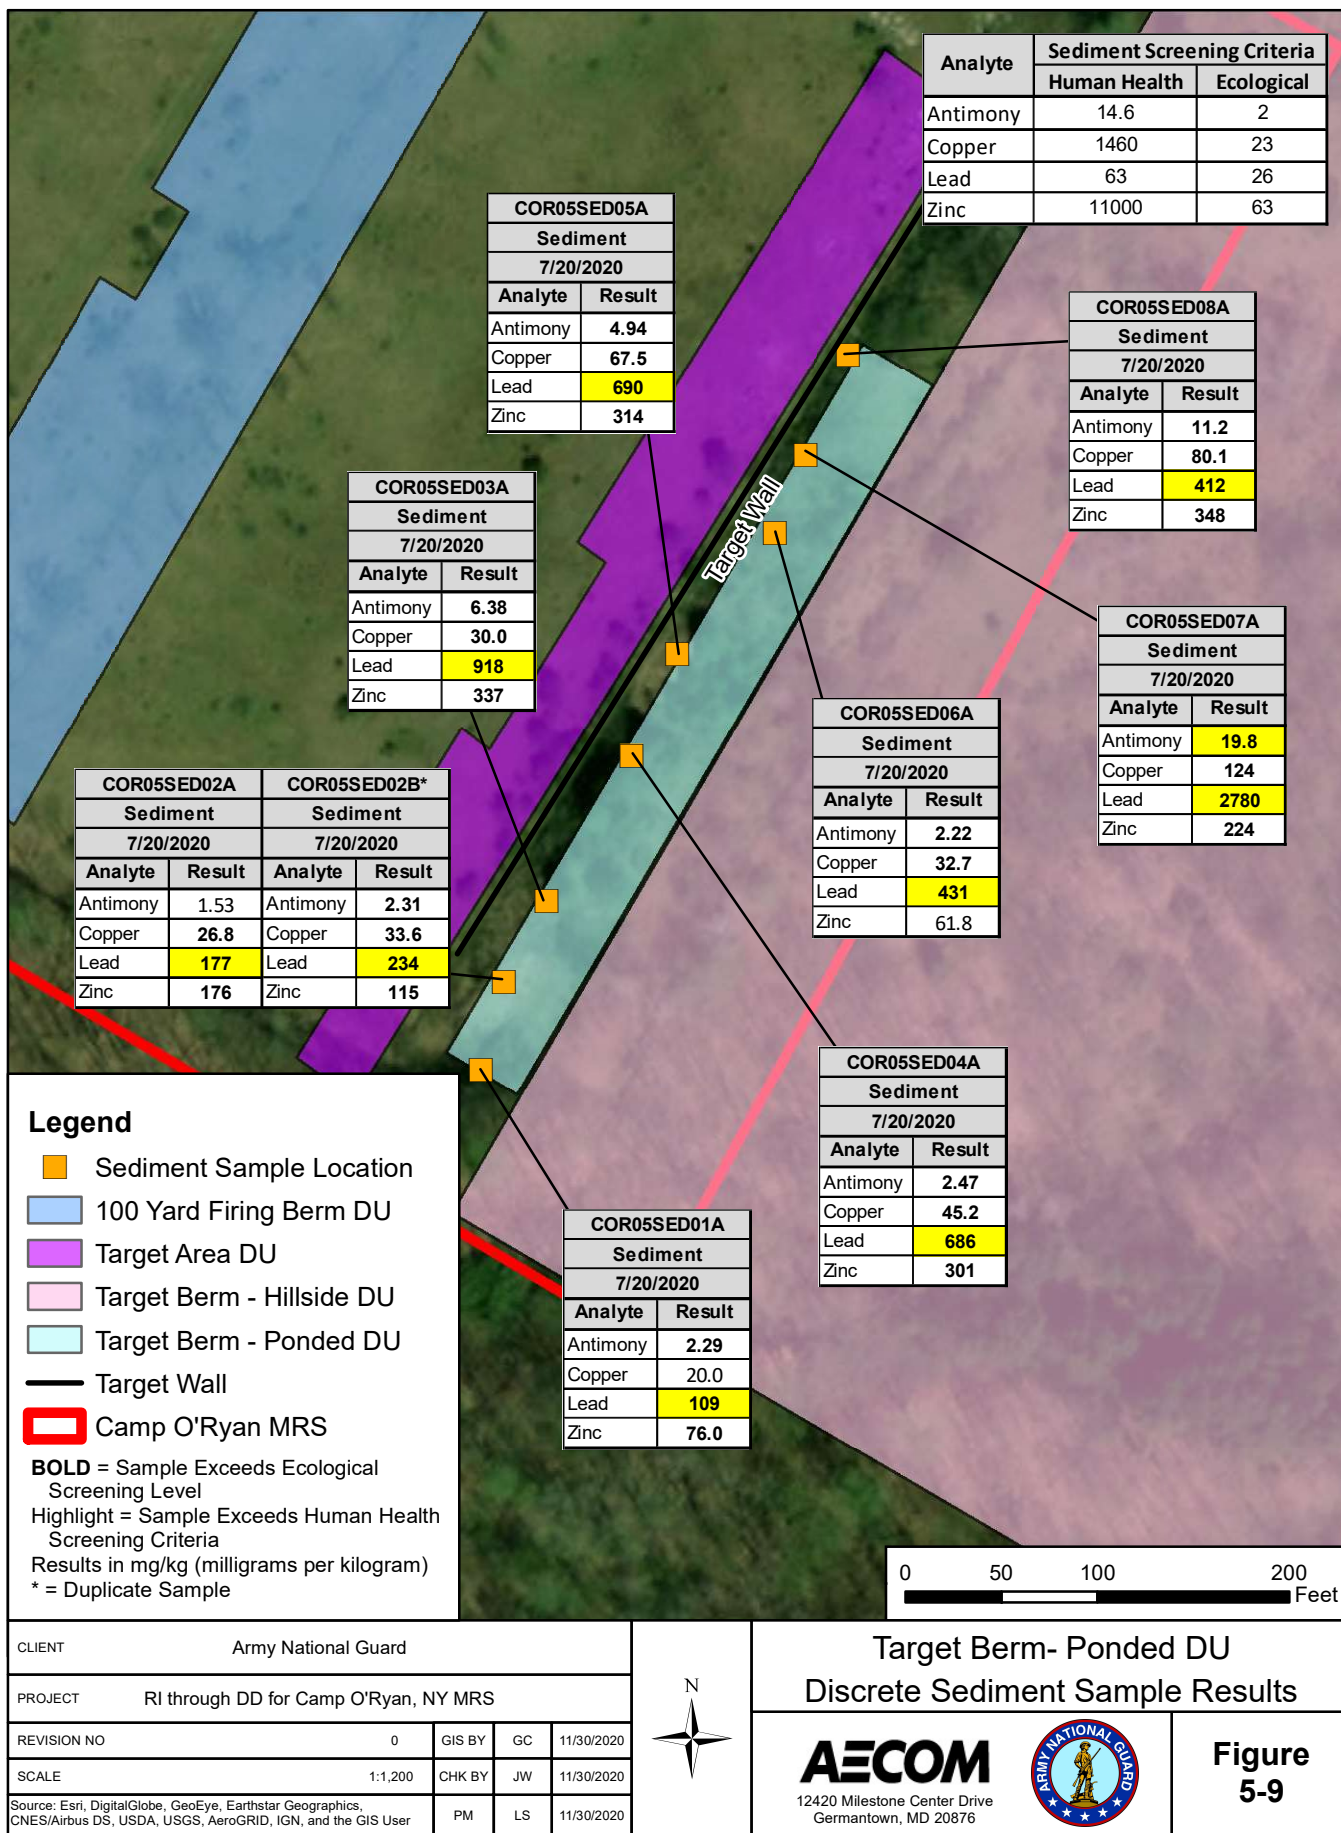 Analyte Sediment Screening Criteria
Human Health Ecological
Antimony 14.6 2
Copper 1460 23
Lead 63 26
Zinc 11000 63
COR05SED05A
Sediment
7/20/2020
Analyte Result
Antimony 4.94
Copper 67.5
Lead 690
Zinc 314
COR05SED08A
Sediment
7/20/2020
Analyte Result
Antimony 11.2
Copper 80.1
Lead 412
Zinc 348
COR05SED03A
Sediment
7/20/2020
Analyte Result
Antimony 6.38
Copper 30.0
Lead 918
Zinc 337
Target Wall
COR05SED07A
Sediment
7/20/2020
Analyte Result
Antimony 19.8
Copper 124
Lead 2780
Zinc 224
COR05SED06A
Sediment
7/20/2020
Analyte Result
Antimony 2.22
Copper 32.7
Lead 431
Zinc 61.8
COR05SED02A COR05SED02B*
Sediment Sediment
7/20/2020 7/20/2020
Analyte Result Analyte Result
Antimony 1.53 Antimony 2.31
Copper 26.8 Copper 33.6
Lead 177 Lead 234
Zinc 176 Zinc 115
COR05SED04A
Sediment
7/20/2020
Analyte Result
Antimony 2.47
Copper 45.2
Lead 686
Zinc 301
COR05SED01A
Sediment
7/20/2020
Analyte Result
Antimony 2.29
Copper 20.0
Lead 109
Zinc 76.0
Legend
Sediment Sample Location
100 Yard Firing Berm DU
Target Area DU
Target Berm - Hillside DU
Target Berm - Ponded DU
Target Wall
Camp O'Ryan MRS
BOLD = Sample Exceeds Ecological
Screening Level
Highlight = Sample Exceeds Human Health
Screening Criteria
Results in mg/kg (milligrams per kilogram)
* = Duplicate Sample
0 50 100 200
Feet
CLIENT Army National Guard
PROJECT RI through DD for Camp O'Ryan, NY MRS
REVISION NO 0 GIS BY GC 11/30/2020
SCALE 1:1,200 CHK BY JW 11/30/2020
Source: Esri, DigitalGlobe, GeoEye, Earthstar Geographics,
CNES/Airbus DS, USDA, USGS, AeroGRID, IGN, and the GIS User
PM LS 11/30/2020
N
Target Berm- Ponded DU
Discrete Sediment Sample Results
AECOM
12420 Milestone Center Drive
Germantown, MD 20876
ARMY NATIONAL GUARD
Figure
5-9